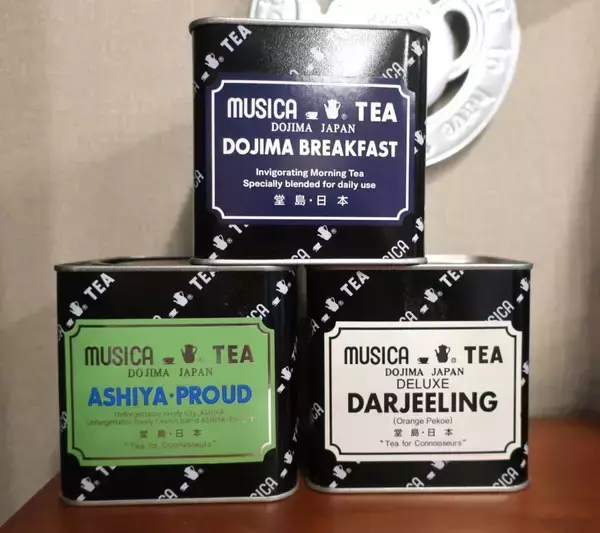 MUSICA TEA
DOJIMA JAPAN
DOJIMA BREAKFAST
Invigorating Morning Tea
Specially blended for daily use
堂島・日本
MUSICA TEA
DOJIMA JAPAN
ASHIYA·PROUD
堂島・日本
"Tea for Connoisseurs"
MUSICA ® TEA
DOJIMA JAPAN
DELUXE
DARJEELING
(Orange Pekoe)
堂島・日本
"Tea for Connoisseurs"
to have